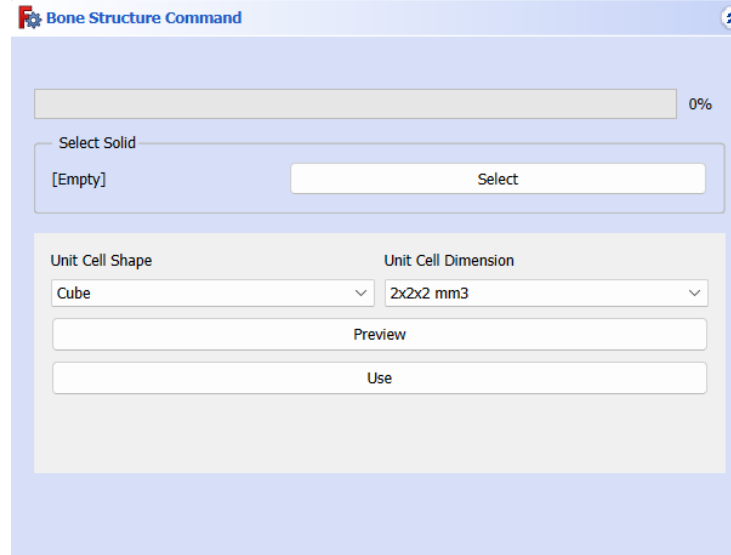 Bone Structure Command
0%
Select Solid
[Empty] Select
Unit Cell Shape Unit Cell Dimension
Cube 2x2x2 mm3
Preview
Use